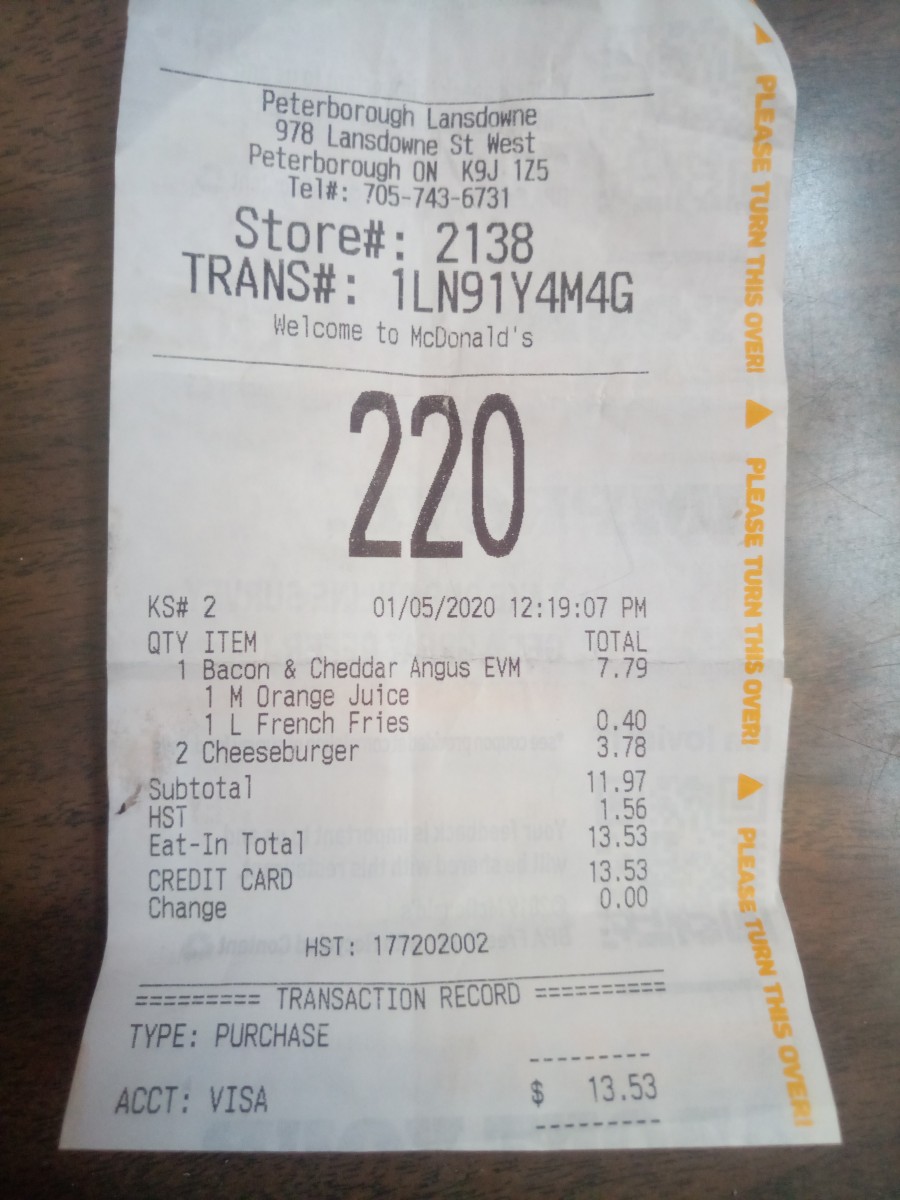 Peterborough Lansdowne
978 Lansdowne St West
Peterborough ON K9J 1Z5
Tel#: 705-743-6731
Store#: 2138
TRANS#: 1LN91Y4M4G
Welcome to McDonald's
220
KS# 2 01/05/2020 12:19:07 PM
QTY ITEM TOTAL
1 Bacon & Cheddar Angus EVM 7.79
1 M Orange Juice
1 L French Fries 0.40
2 Cheeseburger 3.78
Subtotal 11.97
HST 1.56
Eat-In Total 13.53
CREDIT CARD 13.53
Change 0.00
HST: 177202002
========= TRANSACTION RECORD =========
TYPE: PURCHASE
---------
ACCT: VISA $ 13.53
---------
PLEASE TURN THIS OVER!
PLEASE TURN THIS OVER!
PLEASE TURN THIS OVER!